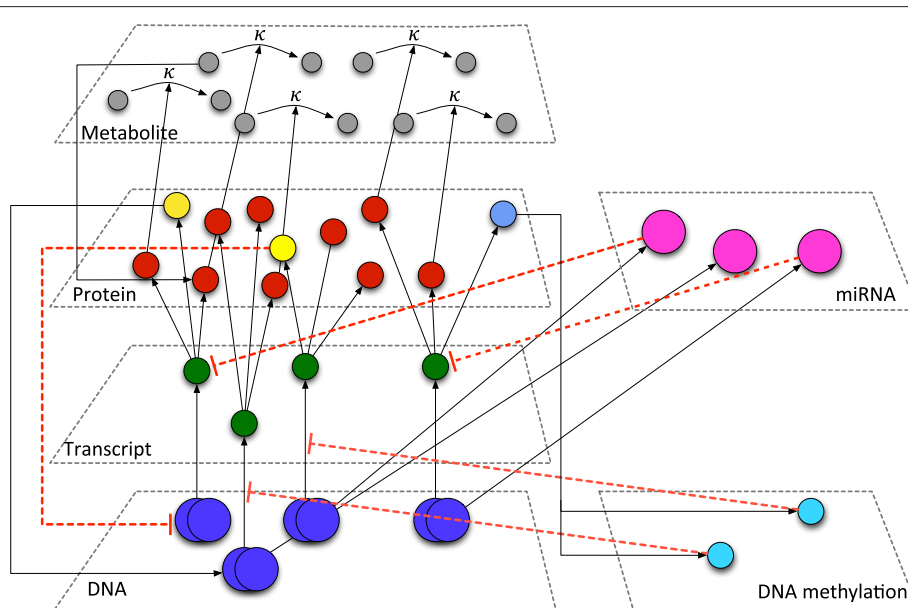 κ
κ
κ
κ
κ
Metabolite
Protein
miRNA
Transcript
DNA
DNA methylation